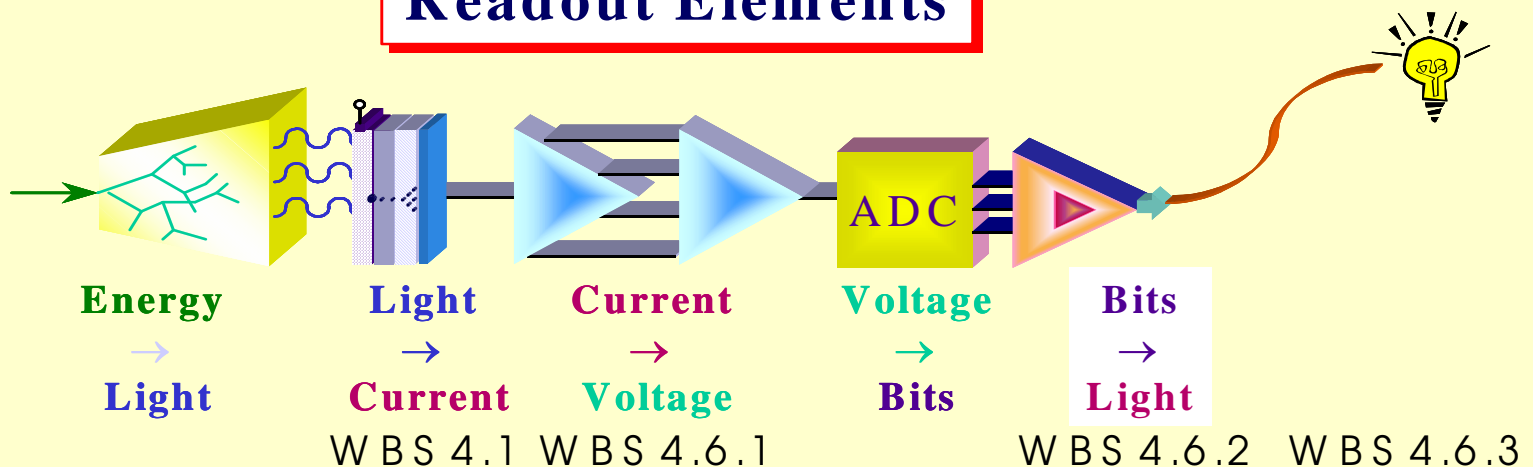 Readout Elements
ADC
Energy Light Current Voltage Bits
→ → → → →
Light Current Voltage Bits Light
WBS 4.1 WBS 4.6.1 WBS 4.6.2 WBS 4.6.3